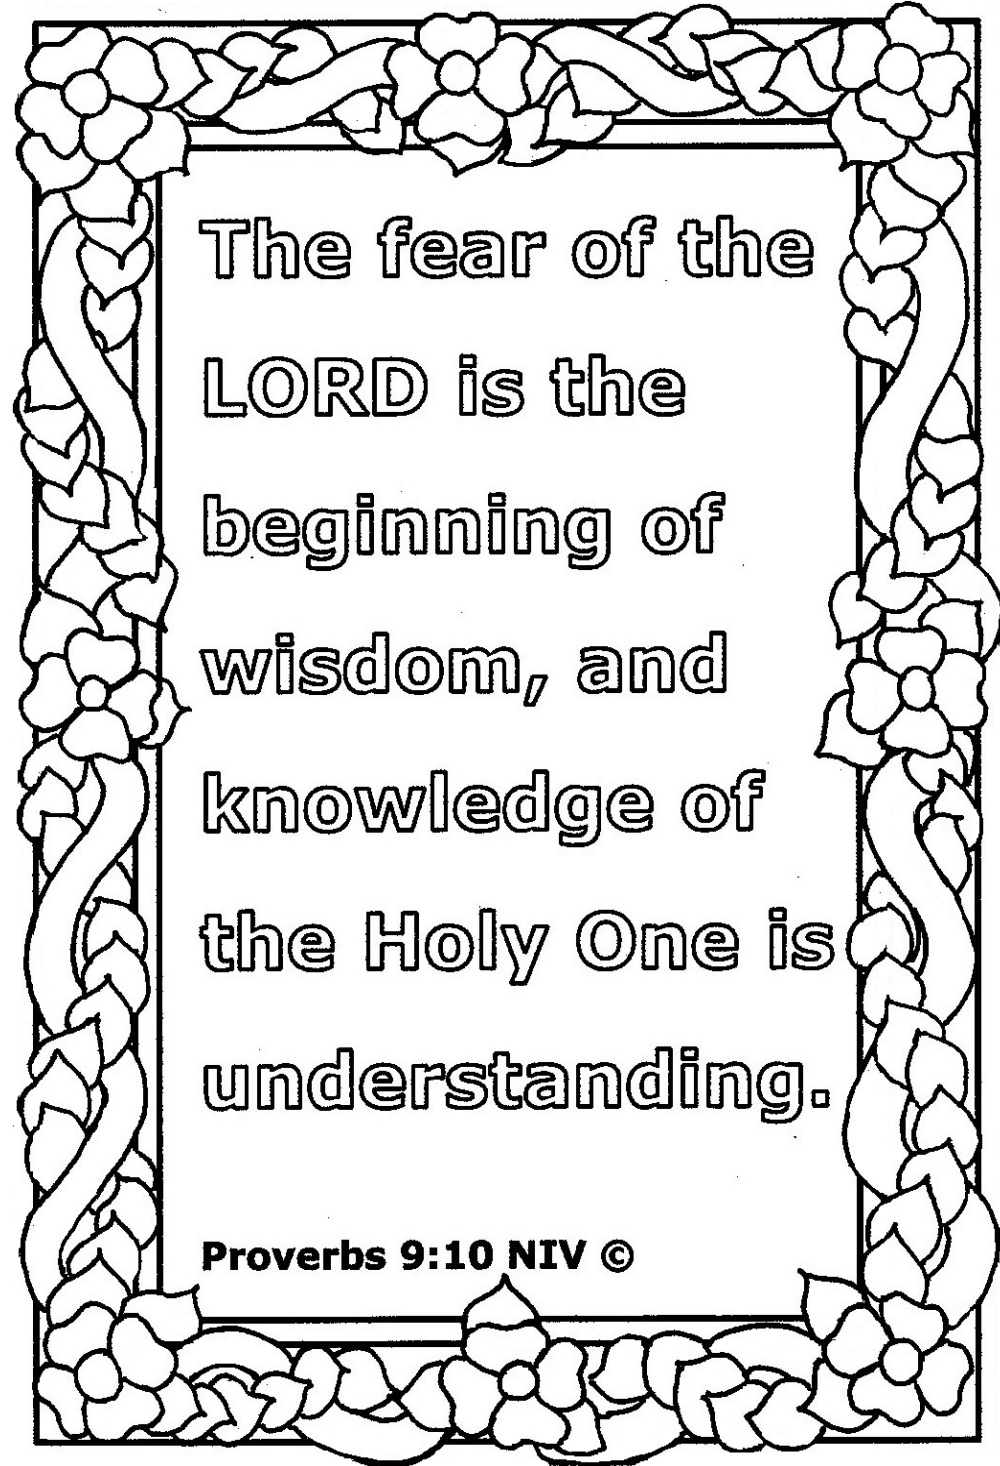 The fear of the
LORD is the
beginning of
wisdom, and
knowledge of
the Holy One is
understanding.
Proverbs 9:10 NIV ©